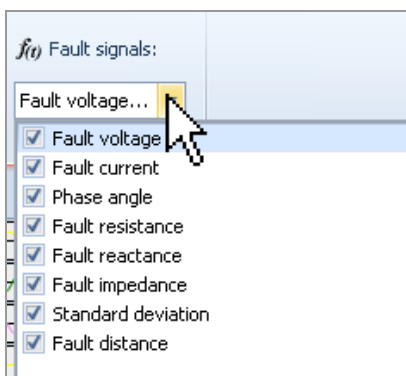 f(t) Fault signals:
Fault voltage...
Fault voltage
Fault current
Phase angle
Fault resistance
Fault reactance
Fault impedance
Standard deviation
Fault distance